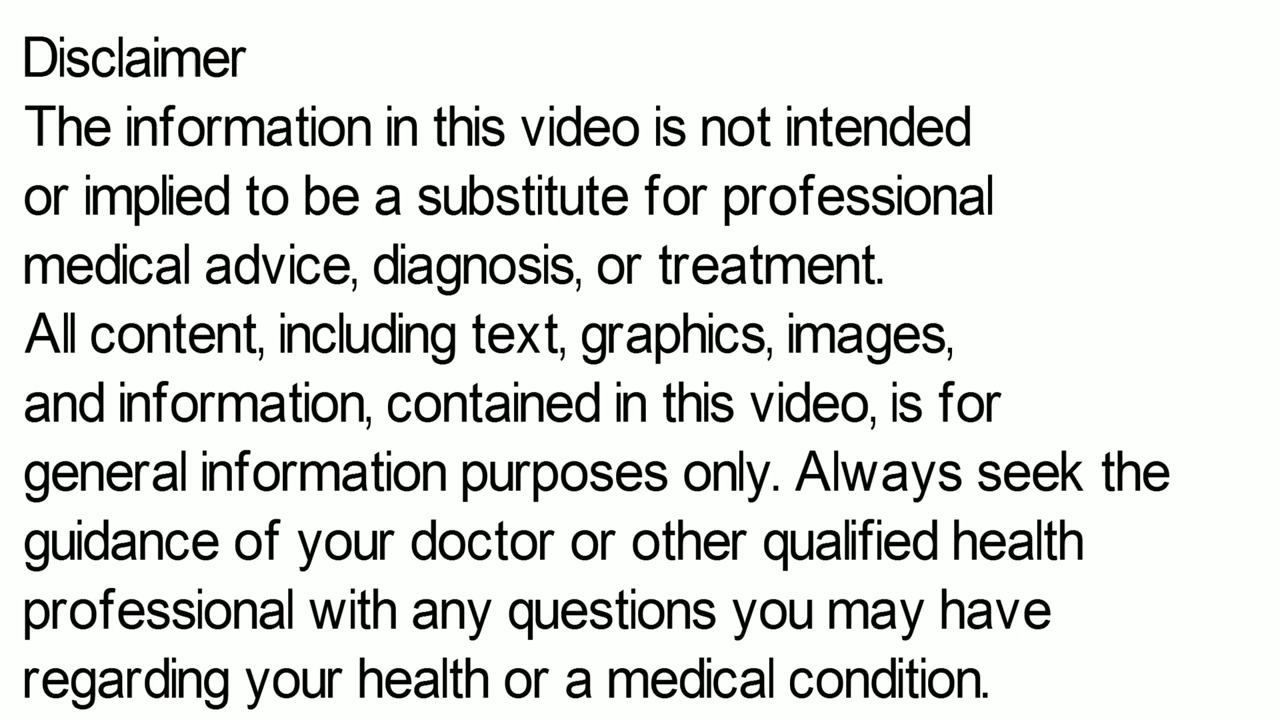 Disclaimer
The information in this video is not intended
or implied to be a substitute for professional
medical advice, diagnosis, or treatment.
All content, including text, graphics, images,
and information, contained in this video, is for
general information purposes only. Always seek the
guidance of your doctor or other qualified health
professional with any questions you may have
regarding your health or a medical condition.